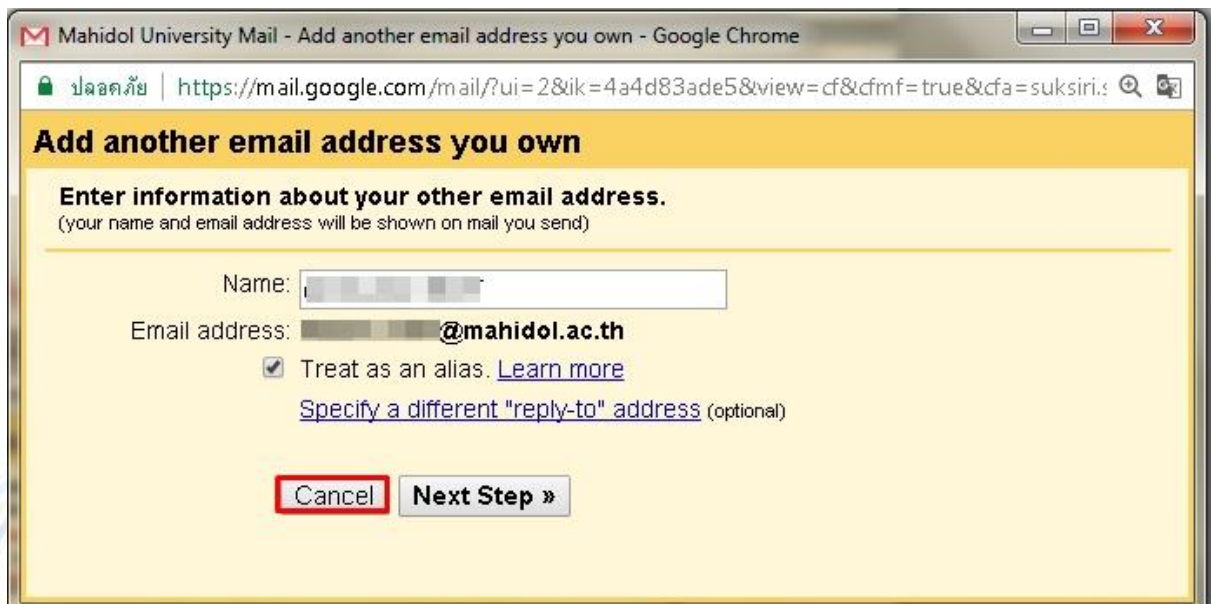 Mahidol University Mail - Add another email address you own - Google Chrome
ปลอดภัย | https://mail.google.com/mail/?ui=2&ik=4a4d83ade5&view=cf&cfmf=true&cfa=suksiri.s
Add another email address you own
Enter information about your other email address.
(your name and email address will be shown on mail you send)
Name:
Email address: @mahidol.ac.th
Treat as an alias. Learn more
Specify a different "reply-to" address (optional)
Cancel Next Step »